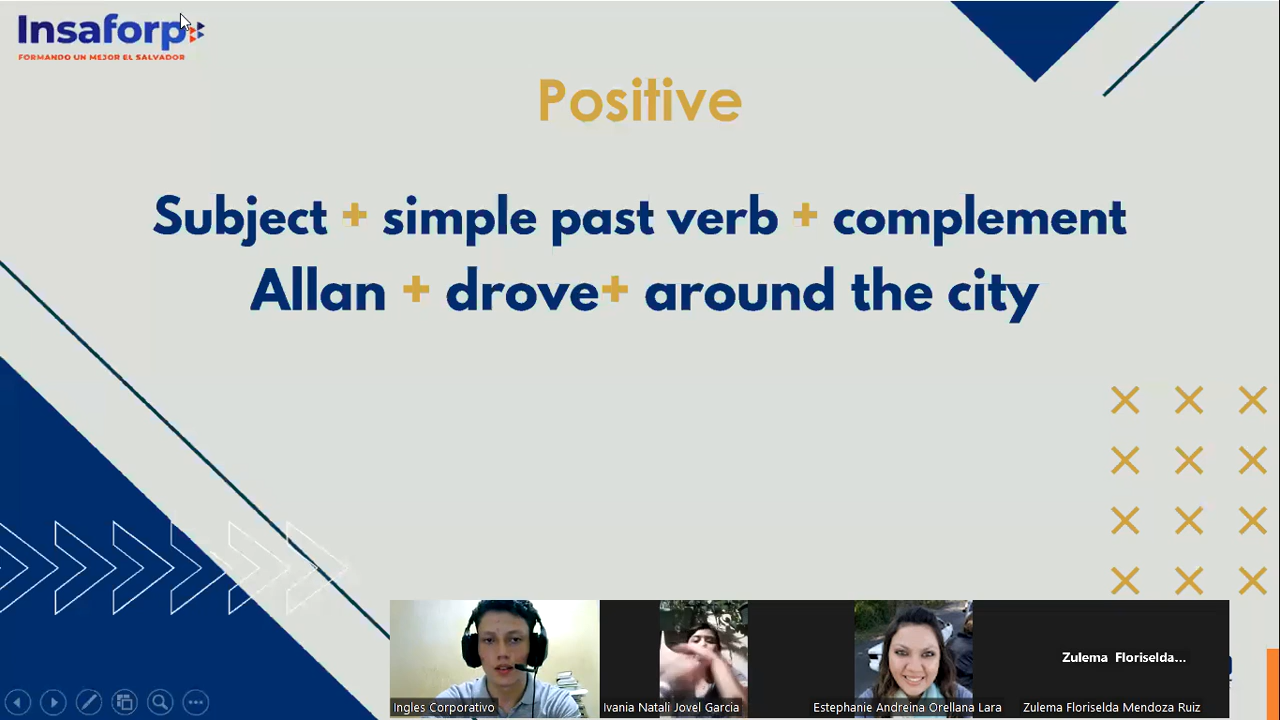 Insaforp
FORMANDO UN MEJOR EL SALVADOR
Positive
Subject + simple past verb + complement
Allan + drove+ around the city
Zulema Floriselda...
Ingles Corporativo
Ivania Natali Jovel Garcia
Estephanie Andreina Orellana Lara
Zulema Floriselda Mendoza Ruiz